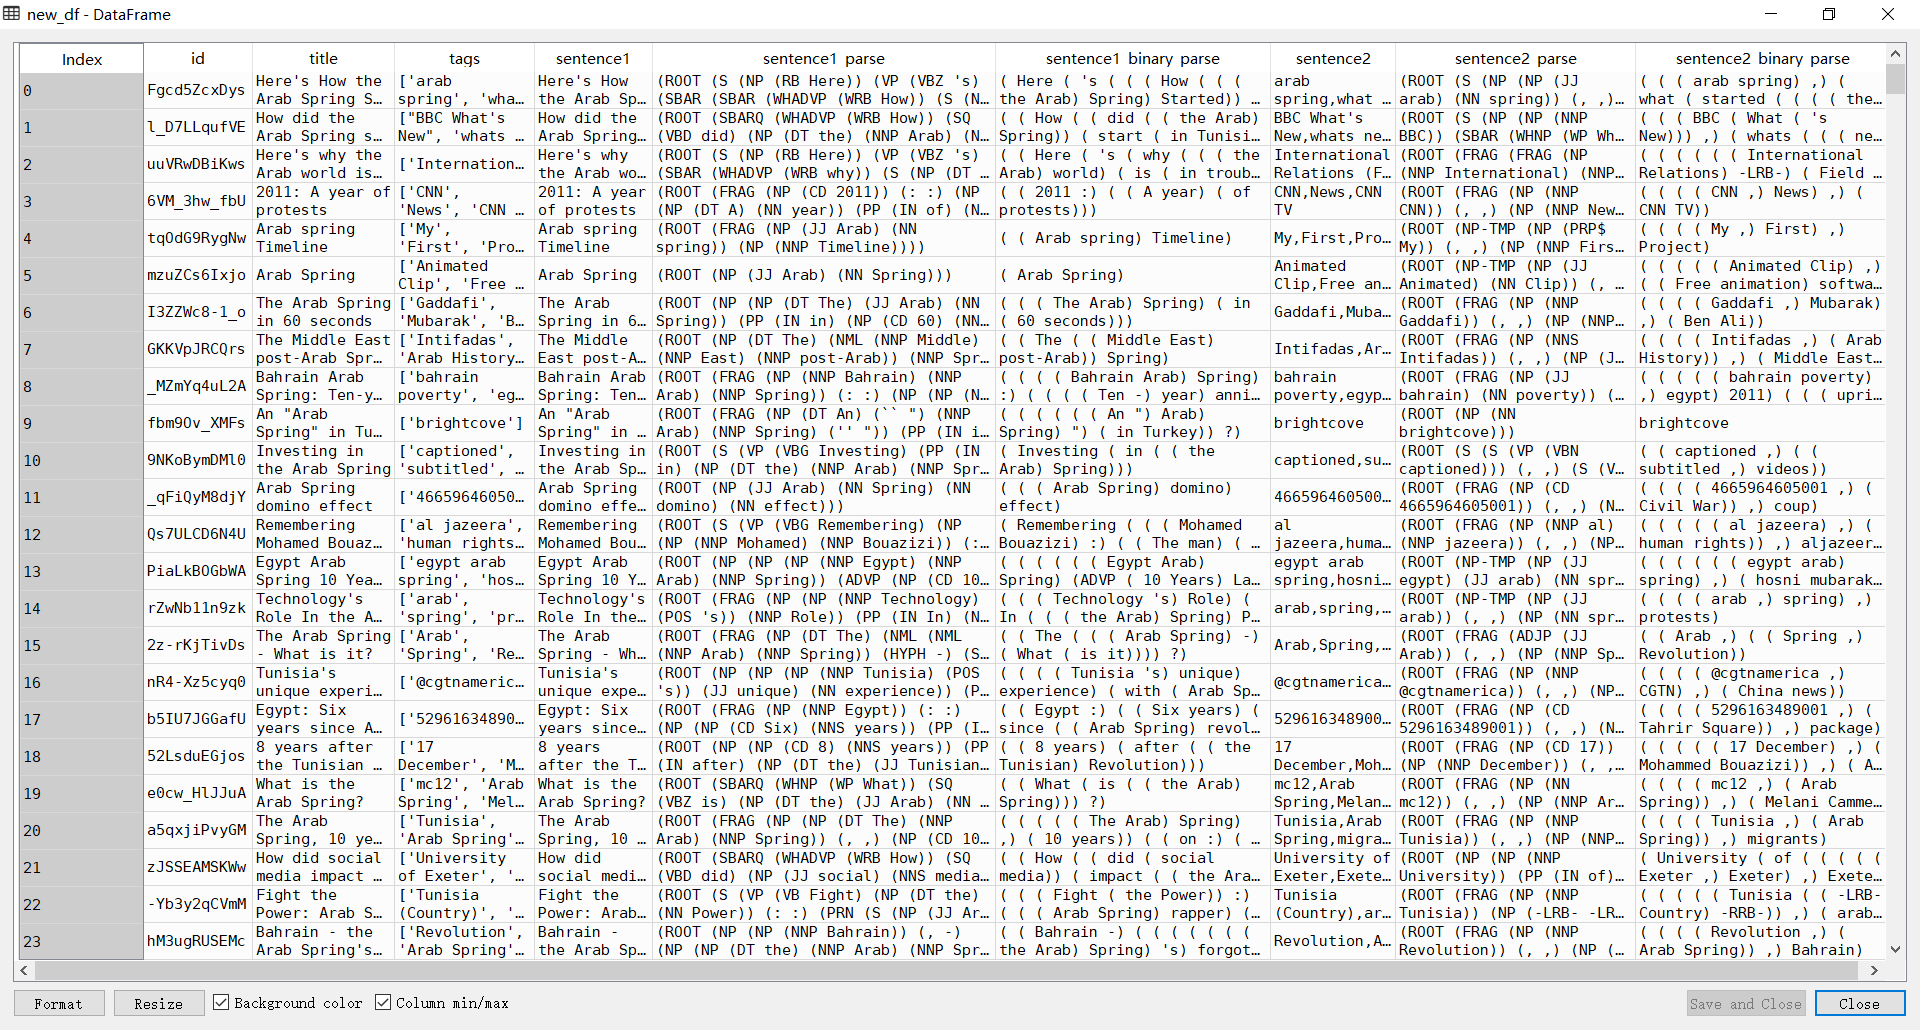 new_df - DataFrame
Index id title tags sentence1 sentence1 parse sentence1 binary parse sentence2 sentence2 parse sentence2 binary parse
0 Fgcd5ZcxDys Here's How the Arab Spring S… ['arab spring', 'wha… Here's How the Arab Sp… (ROOT (S (NP (RB Here)) (VP (VBZ 's) (SBAR (SBAR (WHADVP (WRB How)) (S (N… ( Here ( 's ( ( ( How ( ( ( the Arab) Spring) Started)) … arab spring,what … (ROOT (S (NP (NP (JJ arab) (NN spring)) (, ,)… ( ( ( arab spring) ,) ( what ( started ( ( ( ( the…
1 l_D7LLqufVE How did the Arab Spring s… ["BBC What's New", "whats … How did the Arab Spring… (ROOT (SBARQ (WHADVP (WRB How)) (SQ (VBD did) (NP (DT the) (NNP Arab) (N… ( ( How ( ( did ( ( the Arab) Spring)) ( start ( in Tunisi… BBC What's New,whats ne… (ROOT (S (NP (NP (NNP BBC)) (SBAR (WHNP (WP Wh… ( ( ( BBC ( What ( 's New))) ,) ( whats ( ( ( ne…
2 uuVRwDBiKws Here's why the Arab world is… ['Internation… Here's why the Arab wo… (ROOT (S (NP (RB Here)) (VP (VBZ 's) (SBAR (WHADVP (WRB why)) (S (NP (DT … ( ( Here ( 's ( why ( ( ( the Arab) world) ( is ( in troub… International Relations (F… (ROOT (FRAG (FRAG (NP (NNP International) (NNP… ( ( ( ( ( ( International Relations) -LRB-) ( Field …
3 6VM_3hw_fbU 2011: A year of protests ['CNN', 'News', 'CNN … 2011: A year of protests (ROOT (FRAG (NP (CD 2011)) (: :) (NP (NP (DT A) (NN year)) (PP (IN of) (N… ( ( 2011 :) ( ( A year) ( of protests))) CNN,News,CNN TV (ROOT (FRAG (NP (NNP CNN)) (, ,) (NP (NNP New… ( ( ( ( CNN ,) News) ,) ( CNN TV))
4 tqOdG9RygNw Arab spring Timeline ['My', 'First', 'Pro… Arab spring Timeline (ROOT (FRAG (NP (JJ Arab) (NN spring)) (NP (NNP Timeline)))) ( ( Arab spring) Timeline) My,First,Pro… (ROOT (NP-TMP (NP (PRP$ My)) (, ,) (NP (NNP Firs… ( ( ( ( My ,) First) ,) Project)
5 mzuZCs6Ixjo Arab Spring ['Animated Clip', 'Free … Arab Spring (ROOT (NP (JJ Arab) (NN Spring))) ( Arab Spring) Animated Clip,Free an… (ROOT (NP-TMP (NP (JJ Animated) (NN Clip)) (, … ( ( ( ( ( Animated Clip) ,) ( Free animation) softwa…
6 I3ZZWc8-1_o The Arab Spring in 60 seconds ['Gaddafi', 'Mubarak', 'B… The Arab Spring in 6… (ROOT (NP (NP (DT The) (JJ Arab) (NN Spring)) (PP (IN in) (NP (CD 60) (NN… ( ( ( The Arab) Spring) ( in ( 60 seconds))) Gaddafi,Muba… (ROOT (FRAG (NP (NNP Gaddafi)) (, ,) (NP (NNP… ( ( ( ( Gaddafi ,) Mubarak) ,) ( Ben Ali))
7 GKKVpJRCQrs The Middle East post-Arab Spr… ['Intifadas', 'Arab History'… The Middle East post-A… (ROOT (NP (DT The) (NML (NNP Middle) (NNP East) (NNP post-Arab)) (NNP Spr… ( ( The ( ( Middle East) post-Arab)) Spring) Intifadas,Ar… (ROOT (FRAG (NP (NNS Intifadas)) (, ,) (NP (J… ( ( ( ( Intifadas ,) ( Arab History)) ,) ( Middle East…
8 _MZmYq4uL2A Bahrain Arab Spring: Ten-y… ['bahrain poverty', 'eg… Bahrain Arab Spring: Ten… (ROOT (FRAG (NP (NNP Bahrain) (NNP Arab) (NNP Spring)) (: :) (NP (NP (N… ( ( ( ( Bahrain Arab) Spring) :) ( ( ( ( Ten -) year) anni… bahrain poverty,egyp… (ROOT (FRAG (NP (JJ bahrain) (NN poverty)) (… ( ( ( ( ( bahrain poverty) ,) egypt) 2011) ( ( ( upri…
9 fbm9Ov_XMFs An "Arab Spring" in Tu… ['brightcove'] An "Arab Spring" in … (ROOT (FRAG (NP (DT An) (`` ") (NNP Arab) (NNP Spring) ('' ")) (PP (IN i… ( ( ( ( ( ( An ") Arab) Spring) ") ( in Turkey)) ?) brightcove (ROOT (NP (NN brightcove))) brightcove
10 9NKoBymDMl0 Investing in the Arab Spring ['captioned', 'subtitled', … Investing in the Arab Sp… (ROOT (S (VP (VBG Investing) (PP (IN in) (NP (DT the) (NNP Arab) (NNP Spr… ( Investing ( in ( ( the Arab) Spring))) captioned,su… (ROOT (S (S (VP (VBN captioned))) (, ,) (S (V… ( ( captioned ,) ( ( subtitled ,) videos))
11 _qFiQyM8djY Arab Spring domino effect ['46659646050… Arab Spring domino effe… (ROOT (NP (JJ Arab) (NN Spring) (NN domino) (NN effect))) ( ( ( Arab Spring) domino) effect)466596460500… (ROOT (FRAG (NP (CD 4665964605001)) (, ,) (N… ( ( ( ( 4665964605001 ,) ( Civil War)) ,) coup)
12 Qs7ULCD6N4U Remembering Mohamed Bouaz… ['al jazeera', 'human rights… Remembering Mohamed Bou… (ROOT (S (VP (VBG Remembering) (NP (NP (NNP Mohamed) (NNP Bouazizi)) (:… ( Remembering ( ( ( Mohamed Bouazizi) :) ( ( The man) ( … al jazeera,huma… (ROOT (FRAG (NP (NNP al) (NNP jazeera)) (, ,) (NP… ( ( ( ( ( al jazeera) ,) ( human rights)) ,) aljazeer…
13 PiaLkBOGbWA Egypt Arab Spring 10 Yea… ['egypt arab spring', 'hos… Egypt Arab Spring 10 Y… (ROOT (NP (NP (NP (NNP Egypt) (NNP Arab) (NNP Spring)) (ADVP (NP (CD 10… ( ( ( ( ( ( Egypt Arab) Spring) (ADVP ( 10 Years) La… egypt arab spring,hosni… (ROOT (NP-TMP (NP (JJ egypt) (JJ arab) (NN spr… ( ( ( ( ( ( egypt arab) spring) ,) ( hosni mubarak…
14 rZwNb11n9zk Technology's Role In the A… ['arab', 'spring', 'pr… Technology's Role In the… (ROOT (FRAG (NP (NP (NNP Technology) (POS 's)) (NNP Role)) (PP (IN In) (N… ( ( ( Technology 's) Role) ( In ( ( ( the Arab) Spring) P… arab,spring,… (ROOT (NP-TMP (NP (JJ arab)) (, ,) (NP (NN spr… ( ( ( ( arab ,) spring) ,) protests)
15 2z-rKjTivDs The Arab Spring - What is it? ['Arab', 'Spring', 'Re… The Arab Spring - Wh… (ROOT (FRAG (NP (DT The) (NML (NML (NNP Arab) (NNP Spring)) (HYPH -) (S… ( ( The ( ( ( Arab Spring) -) ( What ( is it)))) ?) Arab,Spring,… (ROOT (FRAG (ADJP (JJ Arab)) (, ,) (NP (NNP Sp… ( ( Arab ,) ( ( Spring ,) Revolution))
16 nR4-Xz5cyq0 Tunisia's unique experi… ['@cgtnameric… Tunisia's unique expe… (ROOT (NP (NP (NP (NNP Tunisia) (POS 's)) (JJ unique) (NN experience)) (P… ( ( ( ( Tunisia 's) unique) experience) ( with ( Arab Sp… @cgtnamerica… (ROOT (FRAG (NP (NNP @cgtnamerica)) (, ,) (NP… ( ( ( ( @cgtnamerica ,) CGTN) ,) ( China news))
17 b5IU7JGGafU Egypt: Six years since A… ['52961634890… Egypt: Six years since… (ROOT (FRAG (NP (NNP Egypt)) (: :) (NP (NP (CD Six) (NNS years)) (PP (I… ( ( Egypt :) ( ( Six years) ( since ( ( Arab Spring) revol…529616348900… (ROOT (FRAG (NP (CD 5296163489001)) (, ,) (N… ( ( ( ( 5296163489001 ,) ( Tahrir Square)) ,) package)
18 52LsduEGjos 8 years after the Tunisian … ['17 December', 'M… 8 years after the T… (ROOT (NP (NP (CD 8) (NNS years)) (PP (IN after) (NP (DT the) (JJ Tunisian… ( ( 8 years) ( after ( ( the Tunisian) Revolution))) 17 December,Moh… (ROOT (FRAG (NP (CD 17)) (NP (NNP December)) (, ,… ( ( ( ( ( 17 December) ,) ( Mohammed Bouazizi)) ,) ( A…
19 e0cw_HlJJuA What is the Arab Spring? ['mc12', 'Arab Spring', 'Mel… What is the Arab Spring? (ROOT (SBARQ (WHNP (WP What)) (SQ (VBZ is) (NP (DT the) (JJ Arab) (NN … ( ( What ( is ( ( the Arab) Spring))) ?) mc12,Arab Spring,Melan… (ROOT (FRAG (NP (NN mc12)) (, ,) (NP (NNP Ar… ( ( ( ( mc12 ,) ( Arab Spring)) ,) ( Melani Camme…
20 a5qxjiPvyGM The Arab Spring, 10 ye… ['Tunisia', 'Arab Spring'… The Arab Spring, 10 … (ROOT (FRAG (NP (NP (DT The) (NNP Arab) (NNP Spring)) (, ,) (NP (CD 10… ( ( ( ( ( The Arab) Spring) ,) ( 10 years)) ( ( on :) ( … Tunisia,Arab Spring,migra… (ROOT (FRAG (NP (NNP Tunisia)) (, ,) (NP (NNP… ( ( ( ( Tunisia ,) ( Arab Spring)) ,) migrants)
21 zJSSEAMSKWw How did social media impact … ['University of Exeter', '… How did social medi… (ROOT (SBARQ (WHADVP (WRB How)) (SQ (VBD did) (NP (JJ social) (NNS media… ( ( How ( ( did ( social media)) ( impact ( ( the Ara… University of Exeter,Exete… (ROOT (NP (NP (NNP University)) (PP (IN of)… ( University ( of ( ( ( ( ( Exeter ,) Exeter) ,) Exete…
22 -Yb3y2qCVmM Fight the Power: Arab S… ['Tunisia (Country)', '… Fight the Power: Arab… (ROOT (S (VP (VB Fight) (NP (DT the) (NN Power)) (: :) (PRN (S (NP (JJ Ar… ( ( ( Fight ( the Power)) :) ( ( ( Arab Spring) rapper) (… Tunisia (Country),ar… (ROOT (FRAG (NP (NNP Tunisia)) (NP (-LRB- -LR… ( ( ( ( ( Tunisia ( ( -LRB- Country) -RRB-)) ,) ( arab…
23 hM3ugRUSEMc Bahrain - the Arab Spring's… ['Revolution', 'Arab Spring'… Bahrain - the Arab Sp… (ROOT (NP (NP (NNP Bahrain)) (, -) (NP (NP (DT the) (NNP Arab) (NNP Spr… ( ( Bahrain -) ( ( ( ( ( ( ( the Arab) Spring) 's) forgot… Revolution,A… (ROOT (FRAG (NP (NNP Revolution)) (, ,) (NP (… ( ( ( ( Revolution ,) ( Arab Spring)) ,) Bahrain)
Format Resize Background color Column min/max Save and Close Close